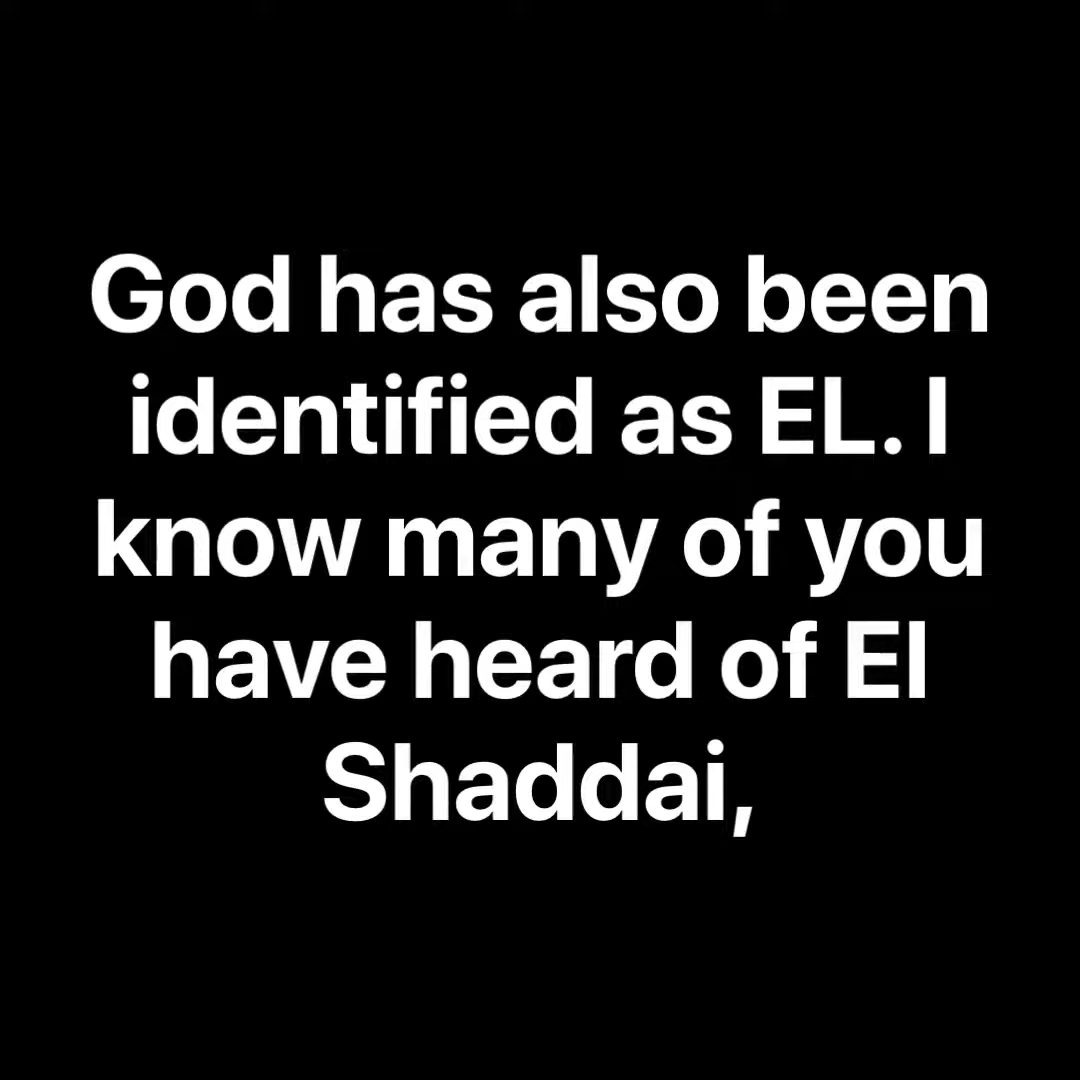 God has also been
identified as EL. I
know many of you
have heard of El
Shaddai,